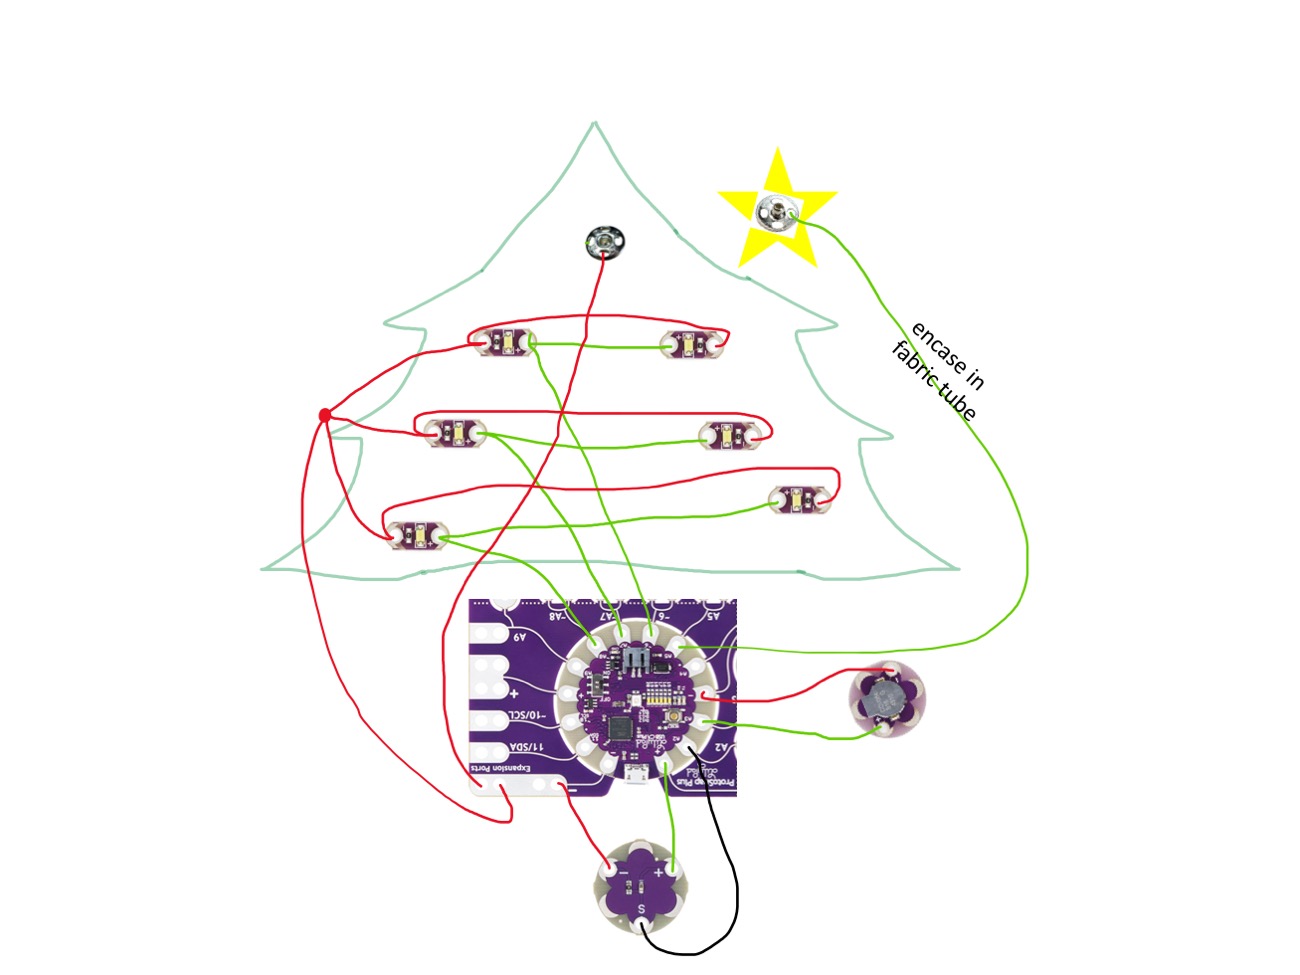 encase in
fabric tube
~A8
~A7
~6
A5
A9
+
~10/SCL
11/SDA
A2
Expansion Ports
−
Protosnap Plus
− +
S